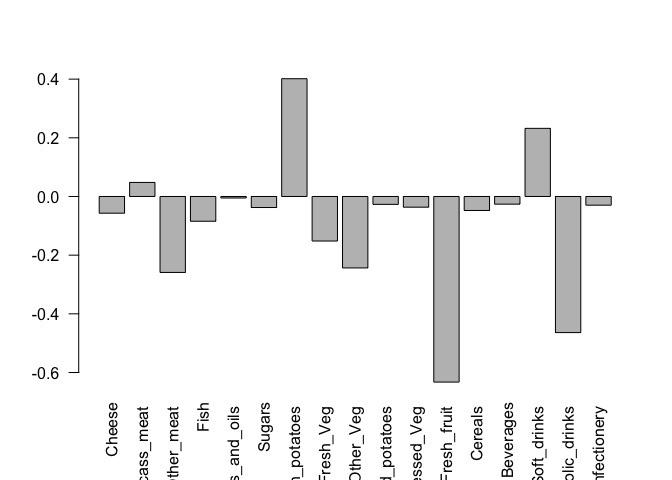 0.4
0.2
0.0
-0.2
-0.4
-0.6
Cheese
cass_meat
ther_meat
Fish
s_and_oils
Sugars
n_potatoes
Fresh_Veg
Other_Veg
d_potatoes
essed_Veg
Fresh_fruit
Cereals
Beverages
Soft_drinks
olic_drinks
nfectionery